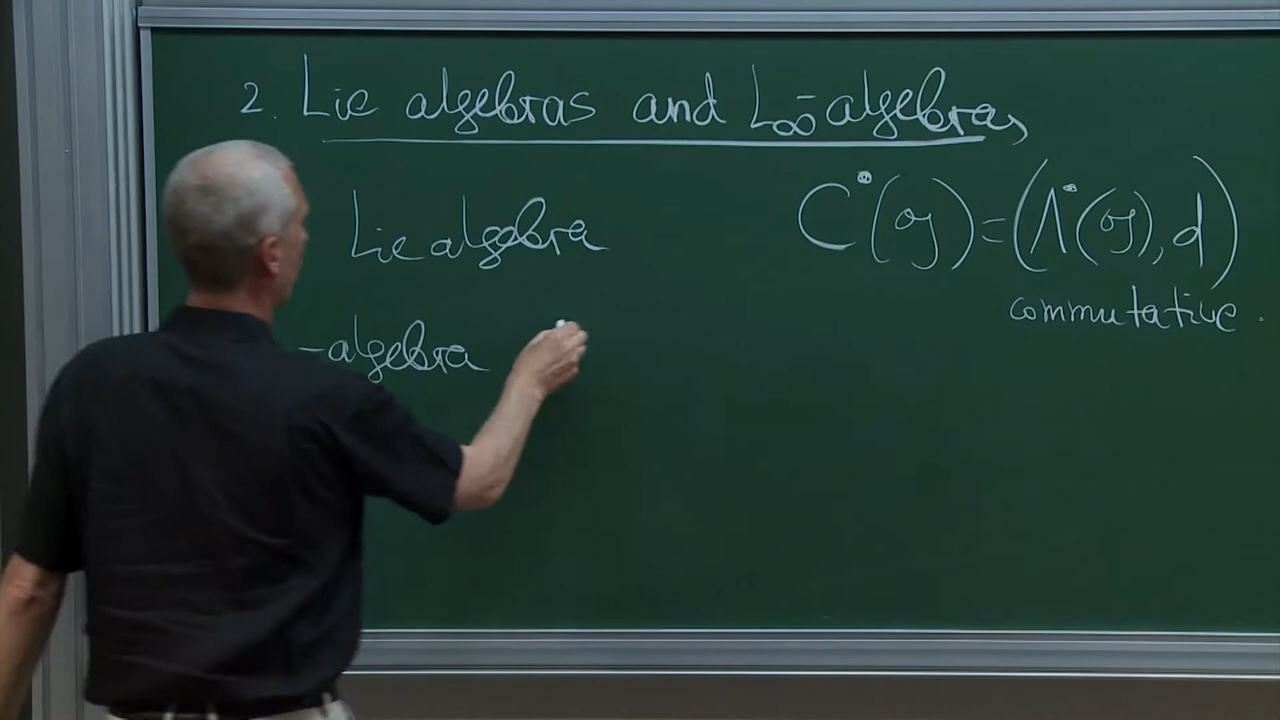 2. Lie algebras and L∞-algebras
Lie algebra
C•(𝔤) = (Λ•(𝔤), d)
commutative .
-algebra